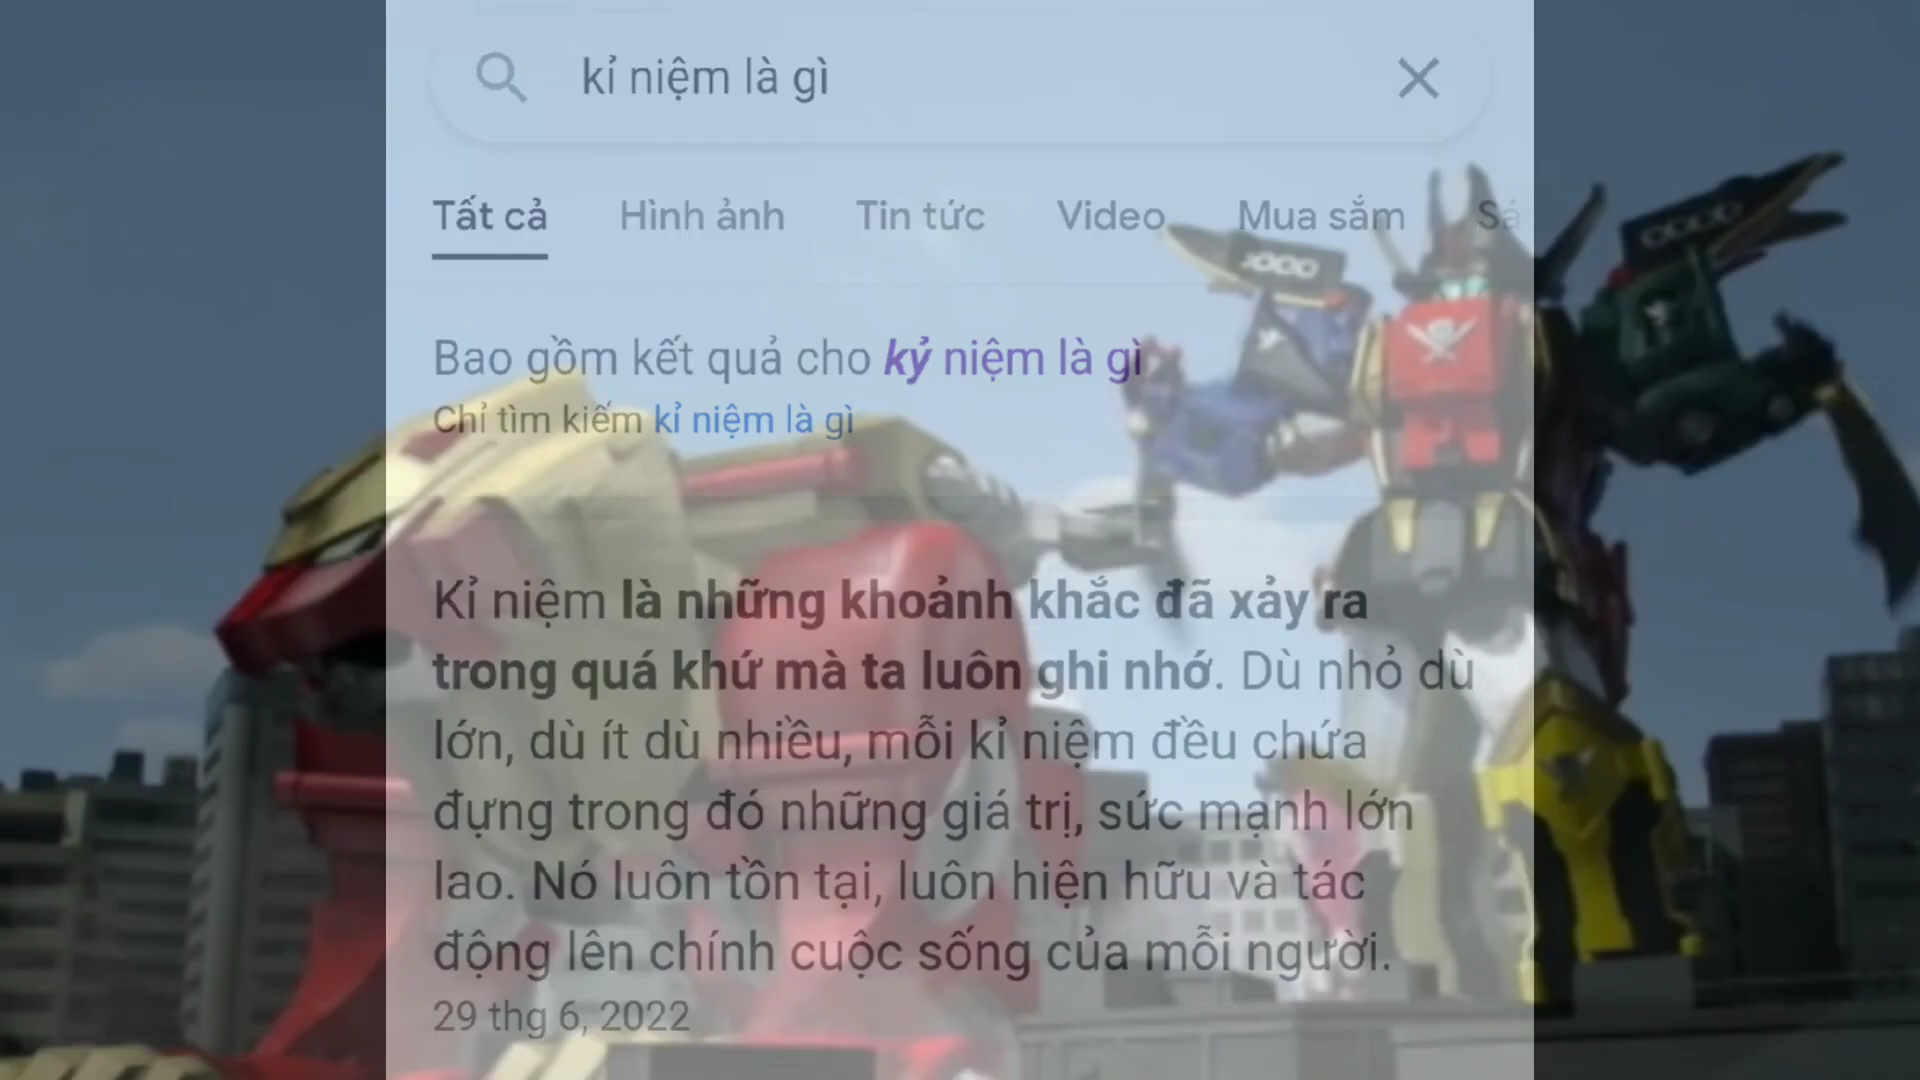 kỉ niệm là gì
Tất cả Hình ảnh Tin tức Video Mua sắm Sá
Bao gồm kết quả cho kỷ niệm là gì
Chỉ tìm kiếm kỉ niệm là gì
Kỉ niệm là những khoảnh khắc đã xảy ra
trong quá khứ mà ta luôn ghi nhớ. Dù nhỏ dù
lớn, dù ít dù nhiều, mỗi kỉ niệm đều chứa
đựng trong đó những giá trị, sức mạnh lớn
lao. Nó luôn tồn tại, luôn hiện hữu và tác
động lên chính cuộc sống của mỗi người.
29 thg 6, 2022